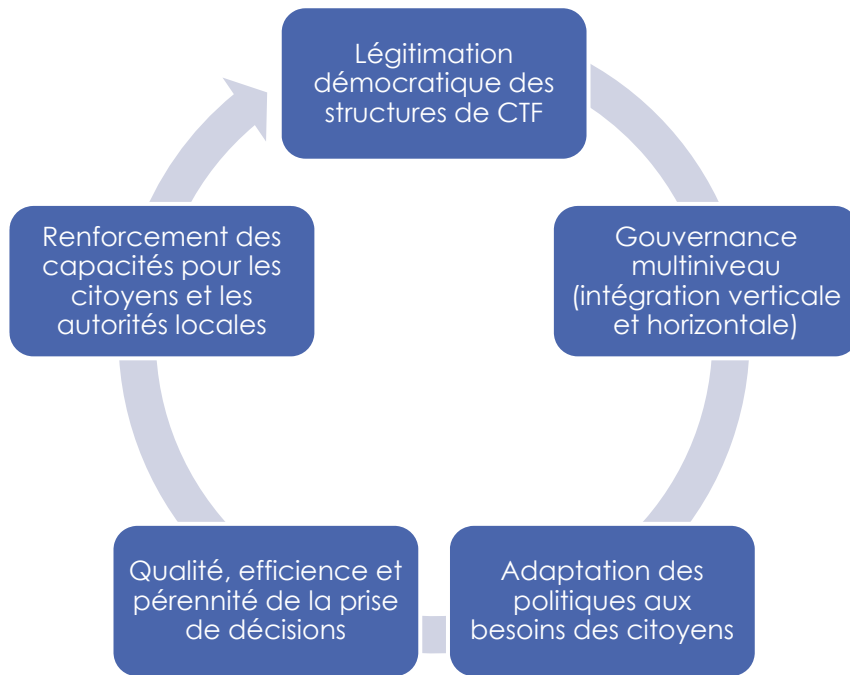 Légitimation
démocratique des
structures de CTF
Gouvernance
multiniveau
(intégration verticale
et horizontale)
Adaptation des
politiques aux
besoins des citoyens
Qualité, efficience et
pérennité de la prise
de décisions
Renforcement des
capacités pour les
citoyens et les
autorités locales